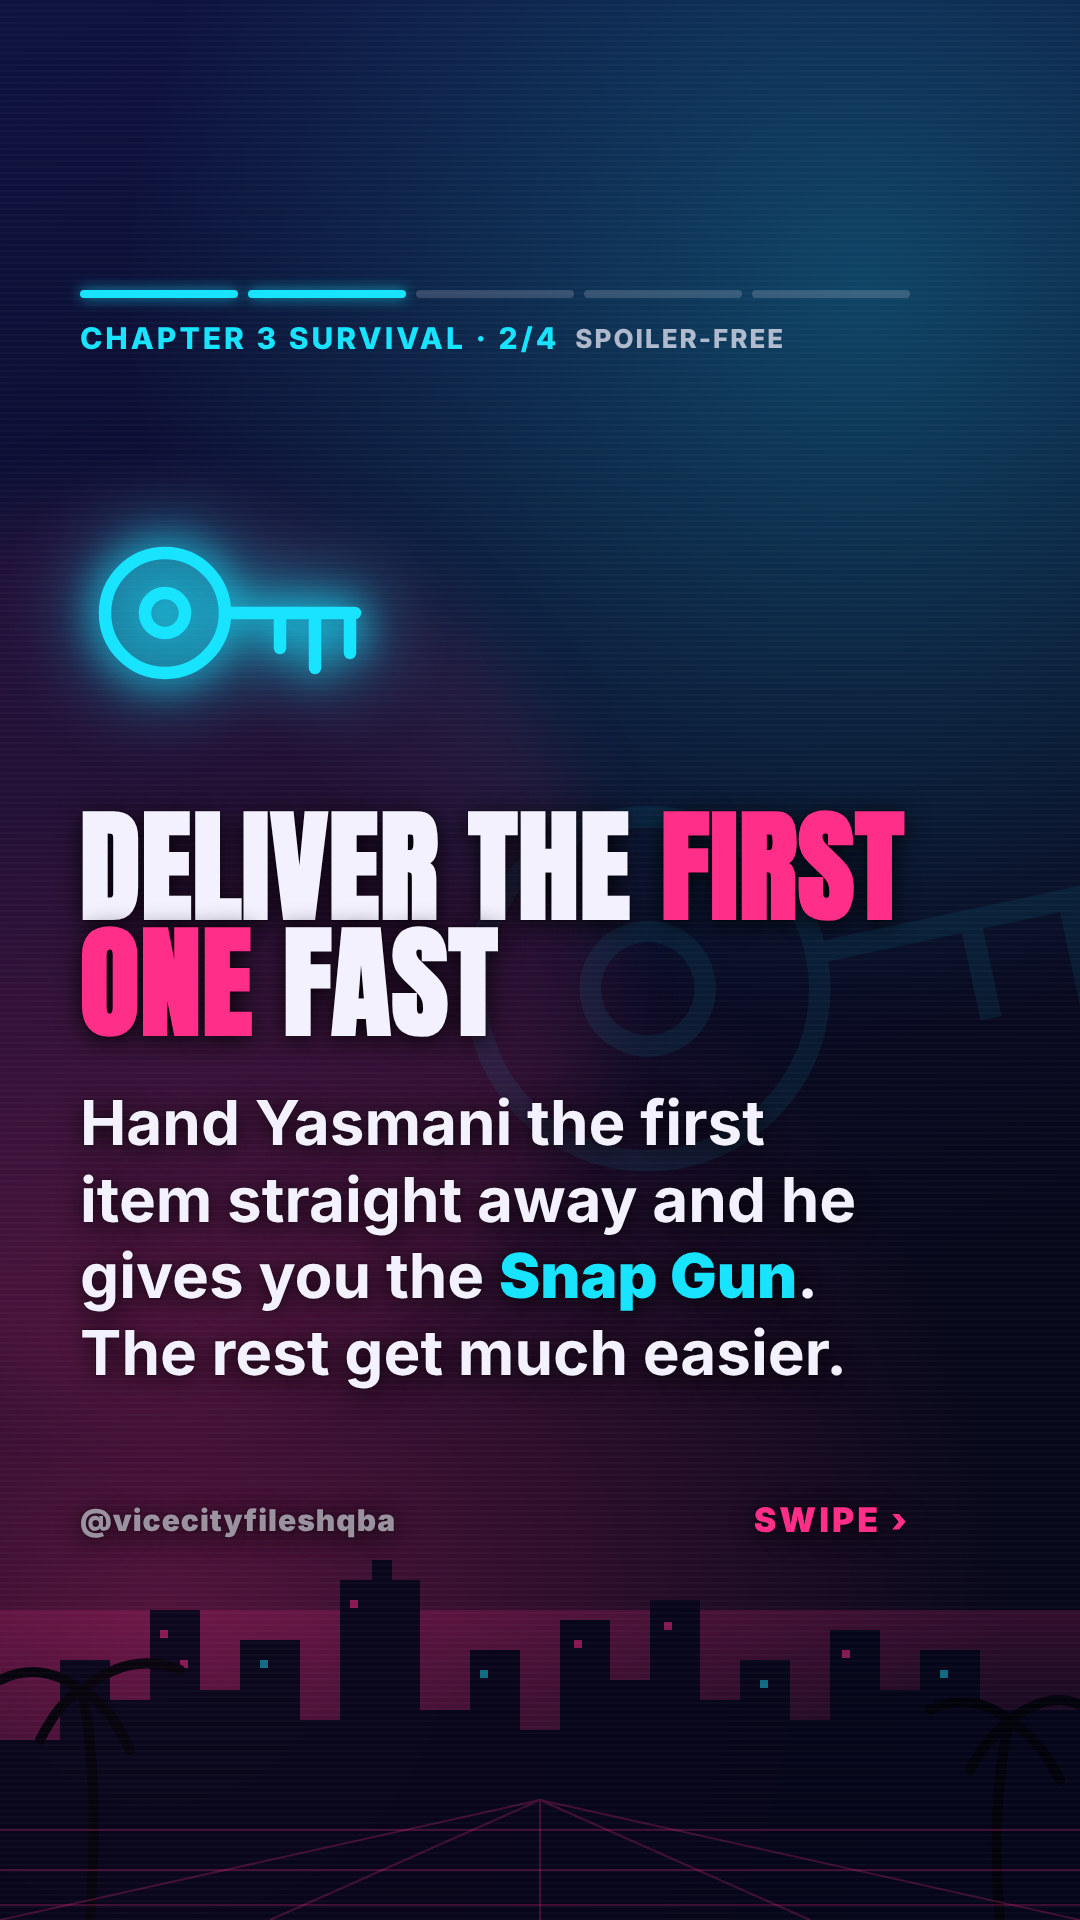 CHAPTER 3 SURVIVAL · 2/4 SPOILER-FREE
DELIVER THE FIRST
ONE FAST
Hand Yasmani the first
item straight away and he
gives you the Snap Gun.
The rest get much easier.
@vicecityfileshqba SWIPE ›